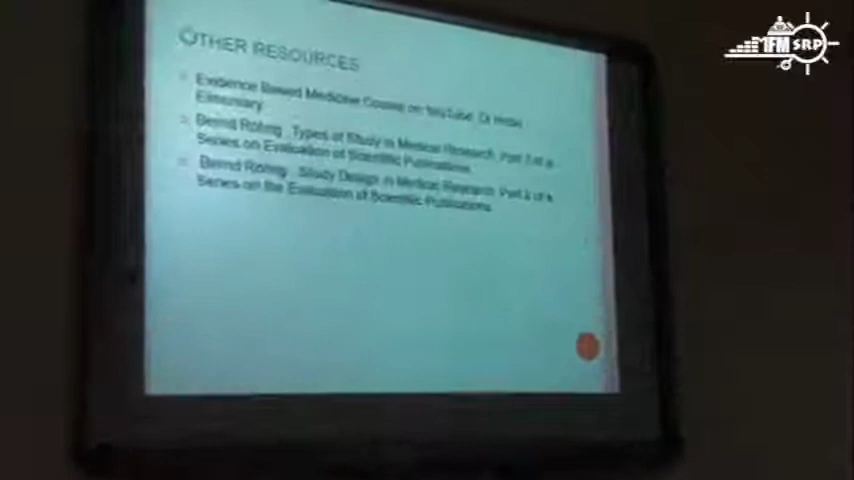 OTHER RESOURCES
Evidence Based Medicine Course on YouTube. Dr
Elmoniary
Bernd Röhrig . Types of Study in Medical Research. Part 3 of a
Series on Evaluation of Scientific Publications.
Bernd Röhrig . Study Design in Medical Research. Part 2 of a
Series on the Evaluation of Scientific Publications.
IFMSRP